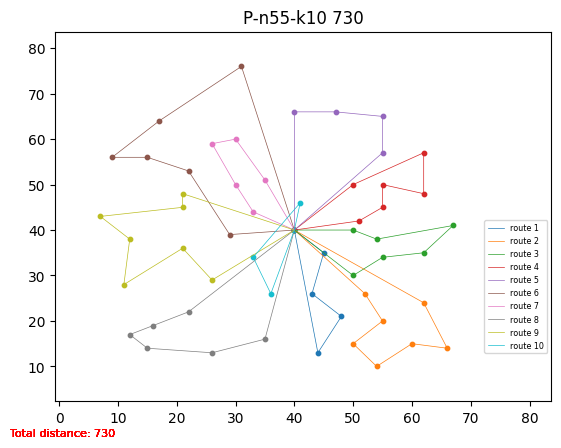 P-n55-k10 730
80
70
60
50
40
30
20
10
0
10
20
30
40
50
60
70
80
route 1
route 2
route 3
route 4
route 5
route 6
route 7
route 8
route 9
route 10
Total distance: 730